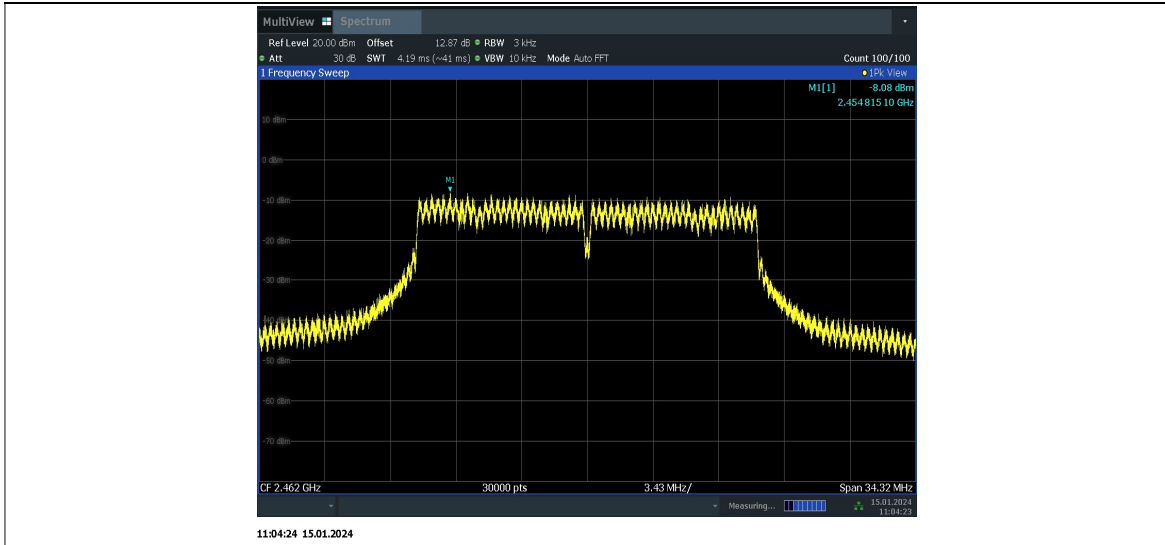 MultiView Spectrum
Ref Level 20.00 dBm Offset 12.87 dB RBW 3 kHz
Att 30 dB SWT 4.19 ms (~41 ms) VBW 10 kHz Mode Auto FFT Count 100/100
1 Frequency Sweep 1Pk View
M1[1] -8.08 dBm
2.454 815 10 GHz
10 dBm
0 dBm
M1
-10 dBm
-20 dBm
-30 dBm
-40 dBm
-50 dBm
-60 dBm
-70 dBm
CF 2.462 GHz 30000 pts 3.43 MHz/ Span 34.32 MHz
Measuring... 15.01.2024
11:04:23
11:04:24 15.01.2024